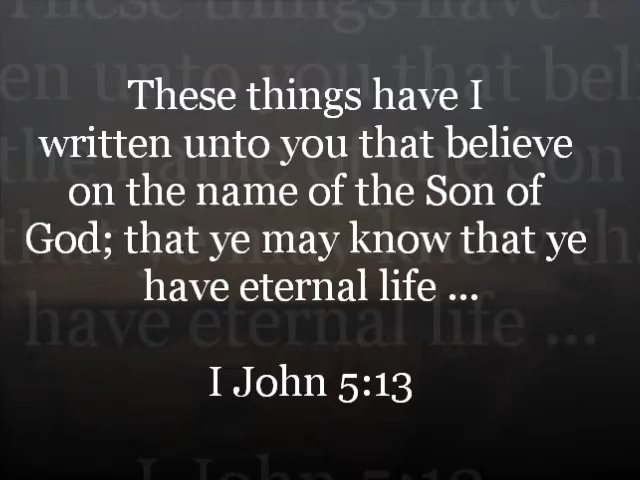 These things have I
written unto you that believe
on the name of the Son of
God; that ye may know that ye
have eternal life ...
I John 5:13